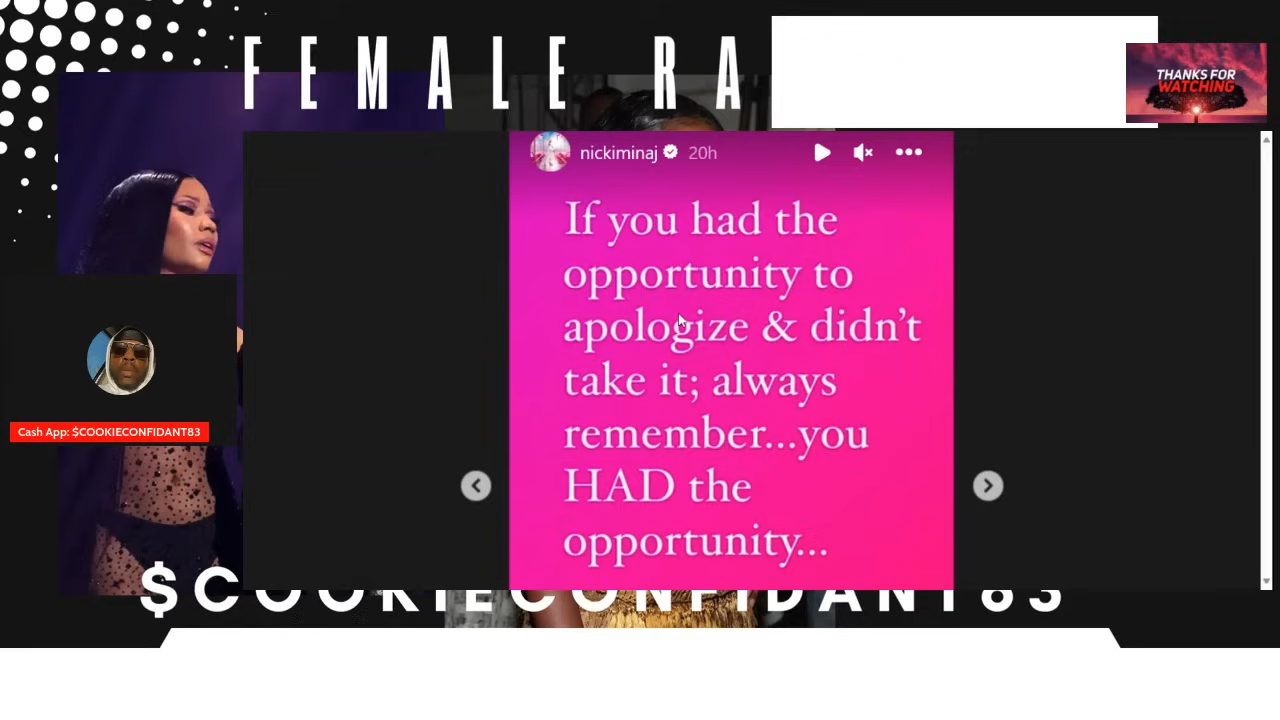 FEMALE RA
THANKS FOR
WATCHING
nickiminaj 20h
If you had the
opportunity to
apologize & didn't
take it; always
remember...you
HAD the
opportunity...
Cash App: $COOKIECONFIDANT83
$COOKIECONFIDANT83